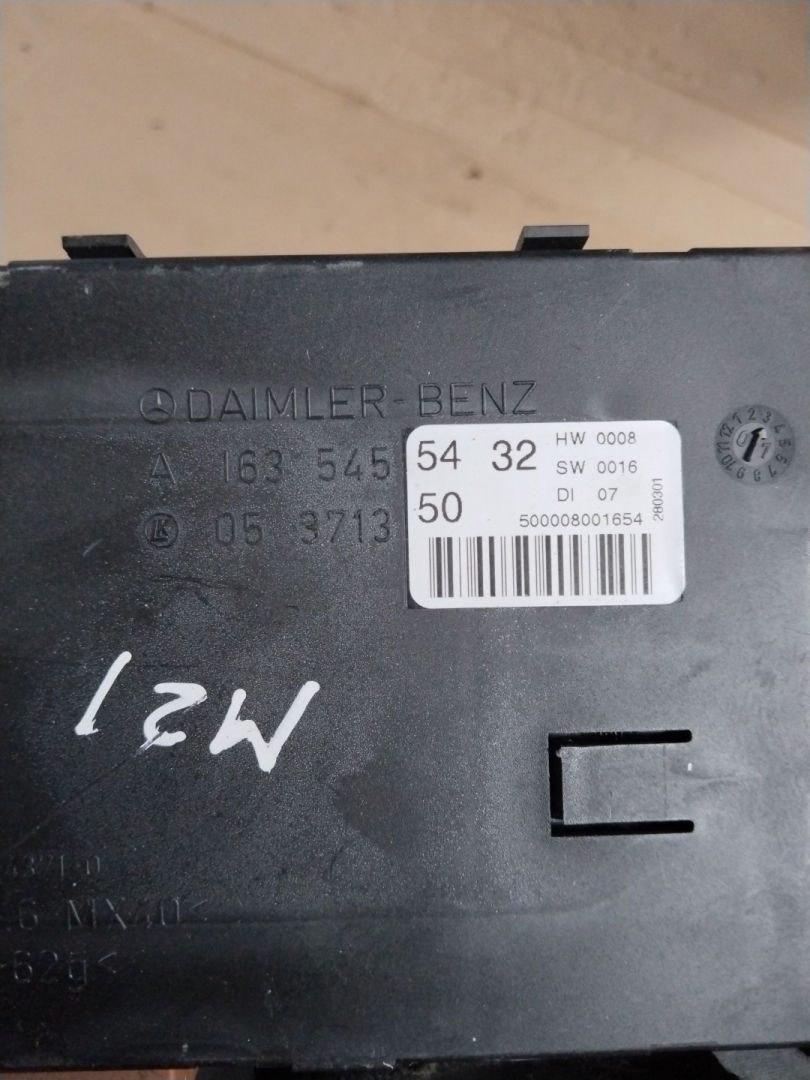 DAIMLER-BENZ
A 163 545 54 32
05 3713 50
HW 0008
SW 0016
DI 07
500008001654
280301
M21
6 MX40<
62g<